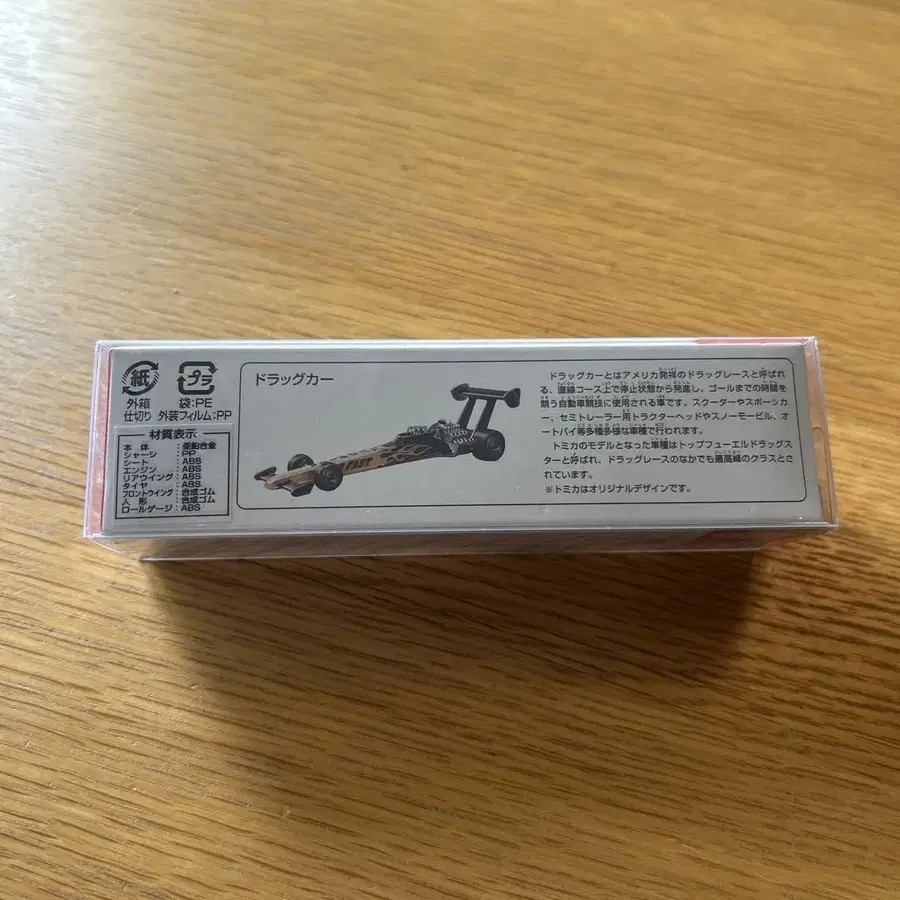 紙
プラ
外箱
仕切り
袋:PE
外装フィルム:PP
材質表示
本体:亜鉛合金
シャーシ:PP
シート:ABS
エンジン:ABS
リアウイング:ABS
タイヤ:ABS
フロントウイング:合成ゴム
人形:合成ゴム
ロールゲージ:ABS
ドラッグカー
FAST
ドラッグカーとはアメリカ発祥のドラッグレースと呼ばれ
る、直線コース上で停止状態から発進し、ゴールまでの時間を
競う自動車競技に使用される車です。スクーターやスポーツカ
ー、セミトレーラー用トラクターヘッドやスノーモービル、オ
ートバイ等多種多様な車種で行われます。
トミカのモデルとなった車種はトップフューエルドラッグス
ターと呼ばれ、ドラッグレースのなかでも最高峰のクラスとさ
れています。
※トミカはオリジナルデザインです。